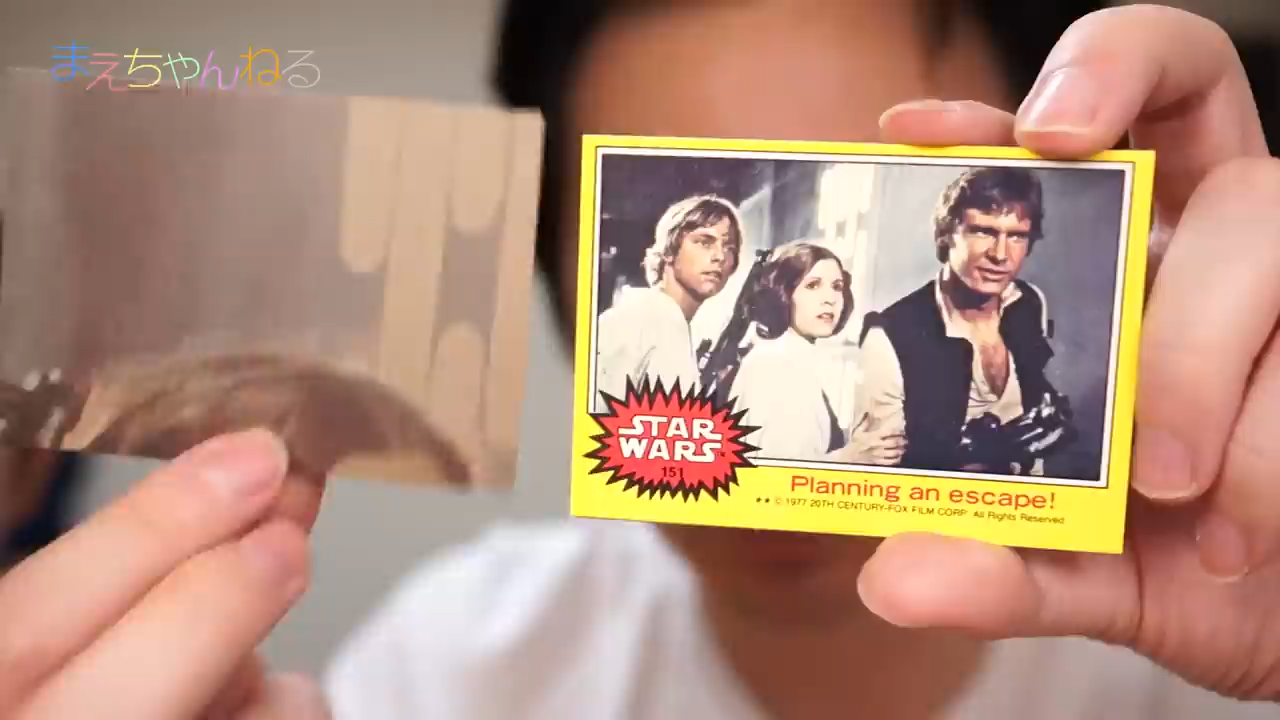 まえちゃんねる
STAR
WARS
151
Planning an escape!
★★ © 1977 20TH CENTURY-FOX FILM CORP. All Rights Reserved